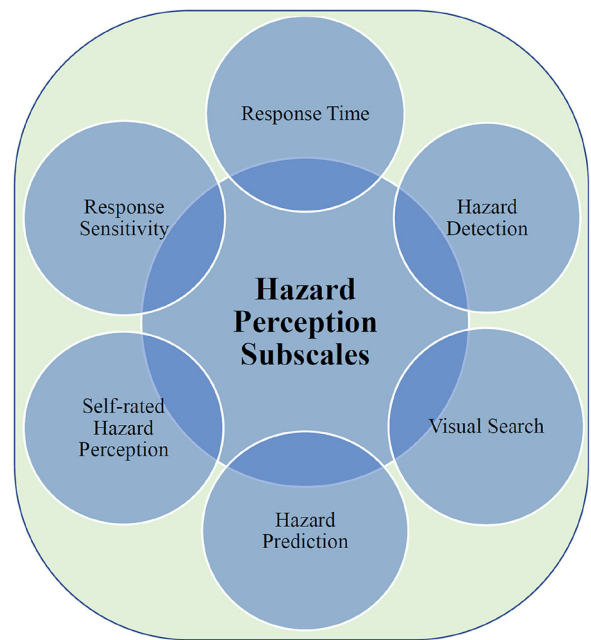 Response Time
Hazard
Detection
Visual Search
Hazard
Prediction
Self-rated
Hazard
Perception
Response
Sensitivity
Hazard
Perception
Subscales